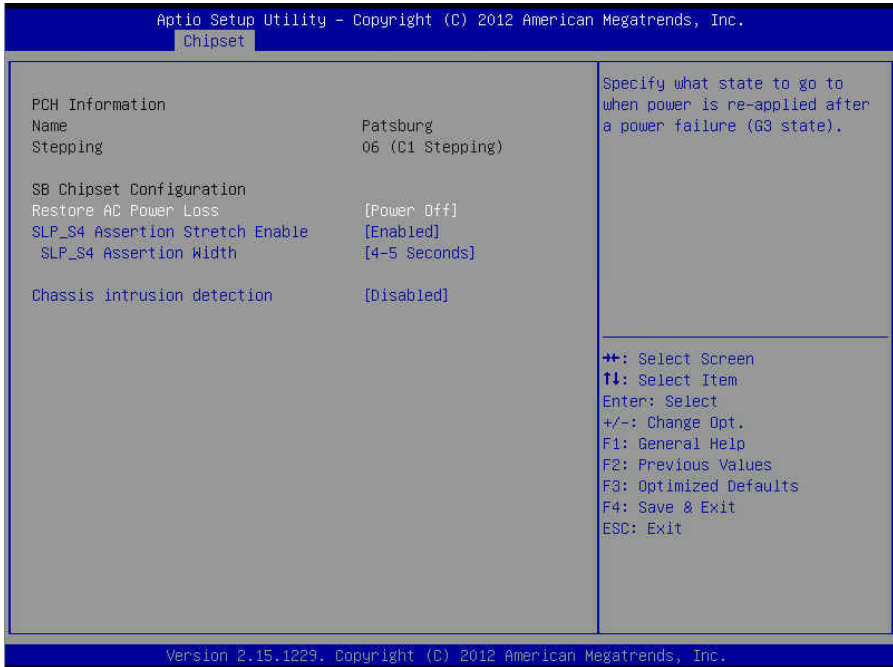 Aptio Setup Utility – Copyright (C) 2012 American Megatrends, Inc.
Chipset
PCH Information
Name Patsburg
Stepping 06 (C1 Stepping)
SB Chipset Configuration
Restore AC Power Loss [Power Off]
SLP_S4 Assertion Stretch Enable [Enabled]
SLP_S4 Assertion Width [4-5 Seconds]
Chassis intrusion detection [Disabled]
Specify what state to go to
when power is re-applied after
a power failure (G3 state).
→←: Select Screen
↑↓: Select Item
Enter: Select
+/-: Change Opt.
F1: General Help
F2: Previous Values
F3: Optimized Defaults
F4: Save & Exit
ESC: Exit
Version 2.15.1229. Copyright (C) 2012 American Megatrends, Inc.